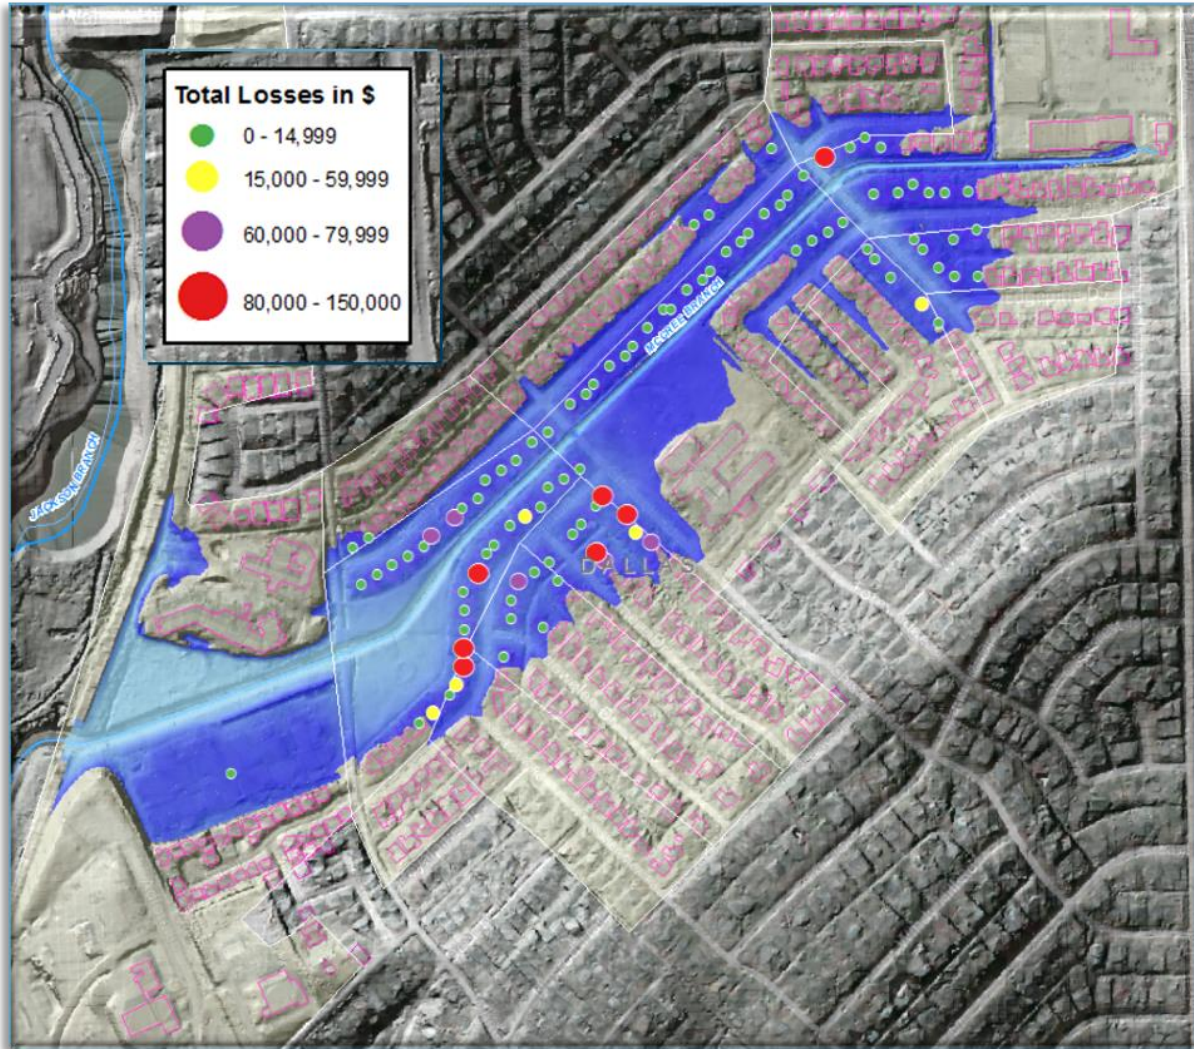 Total Losses in $
0 - 14,999
15,000 - 59,999
60,000 - 79,999
80,000 - 150,000
MCCREE BRANCH
JACKSON BRANCH
DALLAS